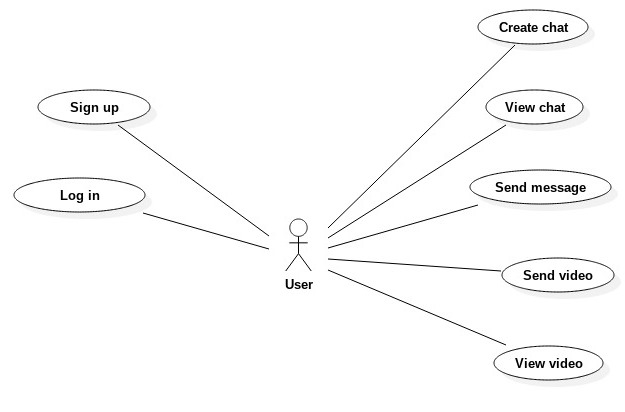 Create chat
Sign up
View chat
Log in
Send message
User
Send video
View video